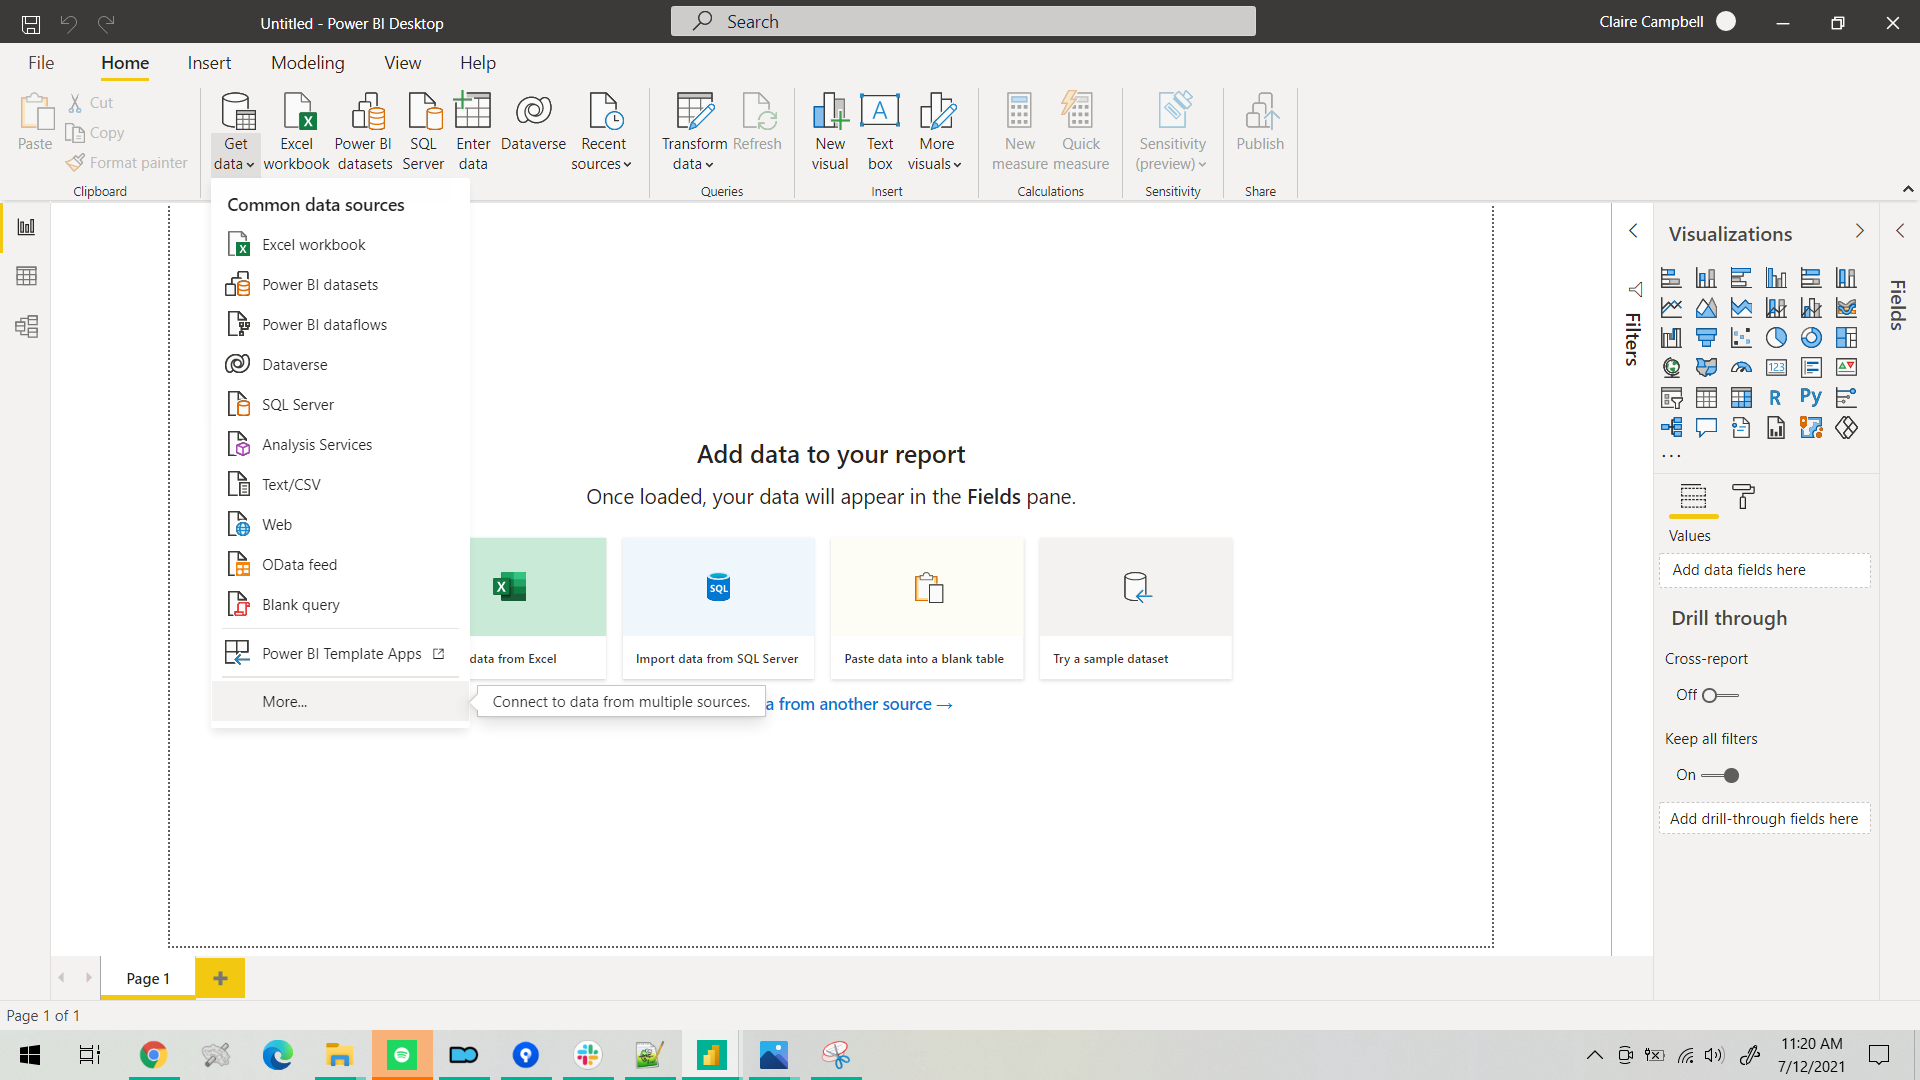 Untitled - Power BI Desktop
Search
Claire Campbell
File
Home
Insert
Modeling
View
Help
Paste
Cut
Copy
Format painter
Clipboard
Get
data
Excel
workbook
Power BI
datasets
SQL
Server
Enter
data
Dataverse
Recent
sources
Transform
data
Refresh
Queries
New
visual
A
Text
box
More
visuals
Insert
New
measure
Quick
measure
Calculations
Sensitivity
(preview)
Sensitivity
Publish
Share
Common data sources
Excel workbook
Power BI datasets
Power BI dataflows
Dataverse
SQL Server
Analysis Services
Text/CSV
Web
OData feed
Blank query
Power BI Template Apps
More...
Connect to data from multiple sources.
Add data to your report
Once loaded, your data will appear in the Fields pane.
data from Excel
SQL
Import data from SQL Server
Paste data into a blank table
Try a sample dataset
a from another source →
Filters
Visualizations
123
R
Py
...
Values
Add data fields here
Drill through
Cross-report
Off
Keep all filters
On
Add drill-through fields here
Fields
Page 1
Page 1 of 1
11:20 AM
7/12/2021